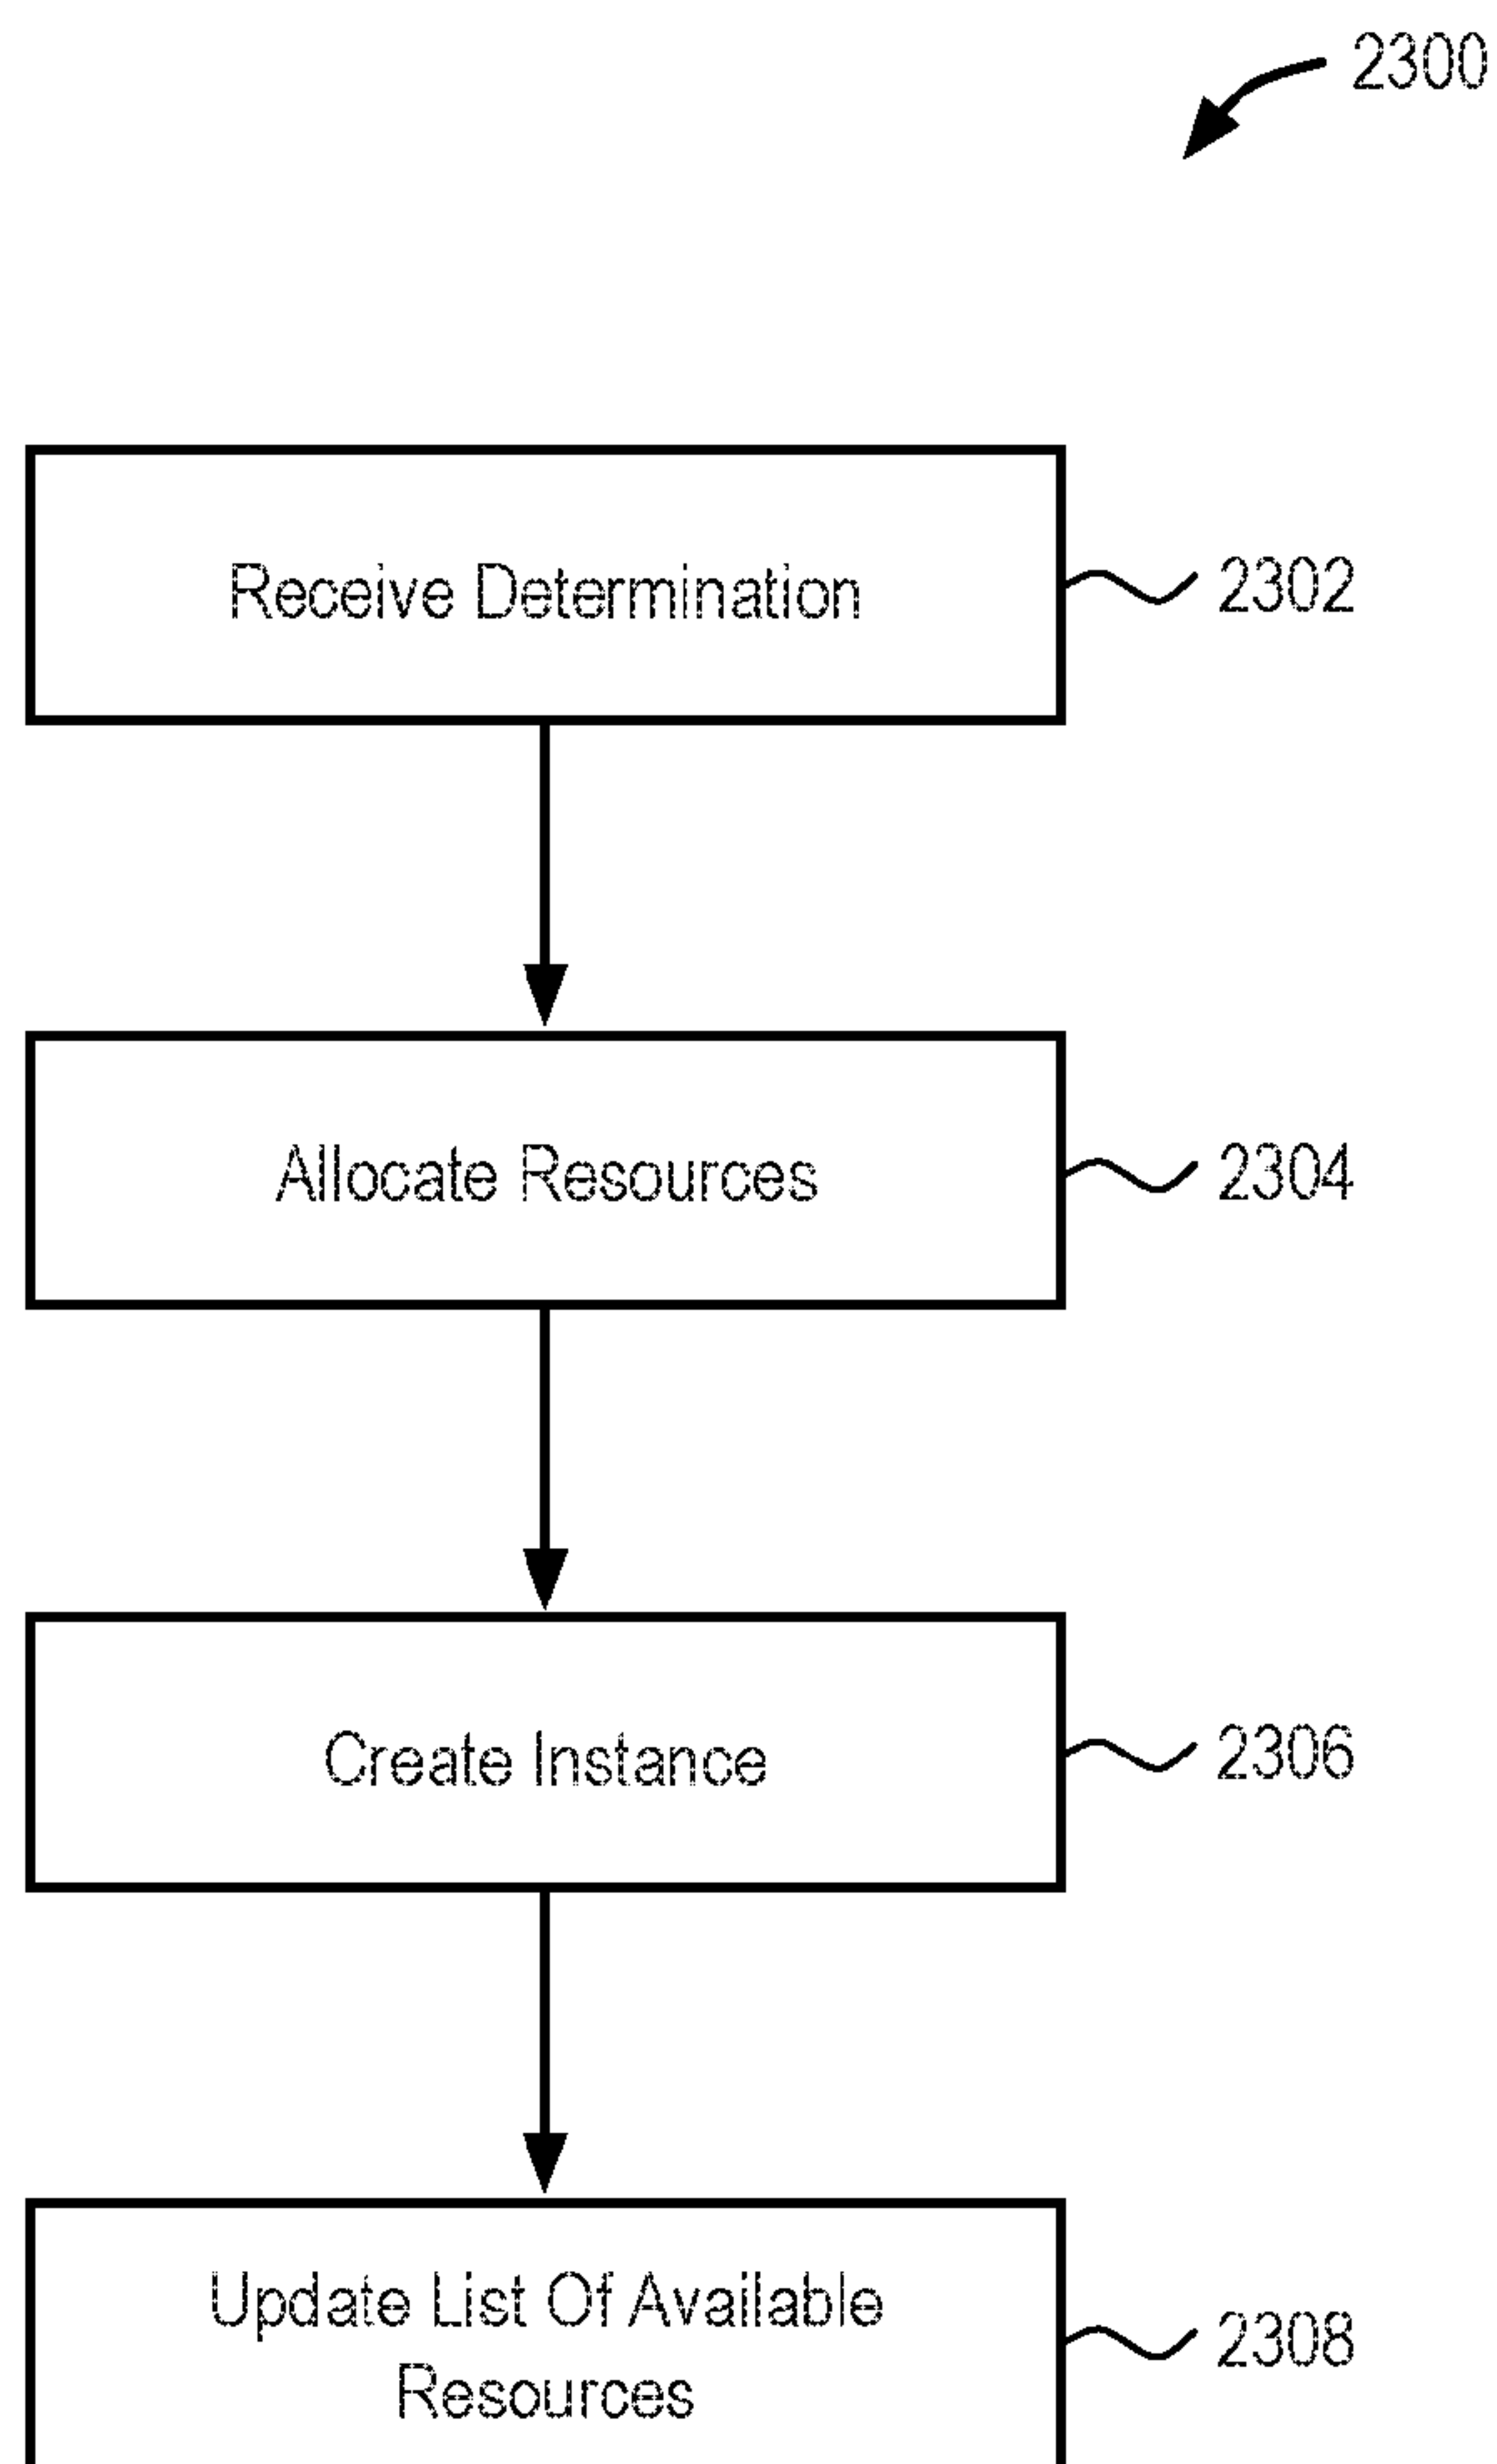 2300
Receive Determination
2302
Allocate Resources
2304
Create Instance
2306
Update List Of Available
Resources
2308